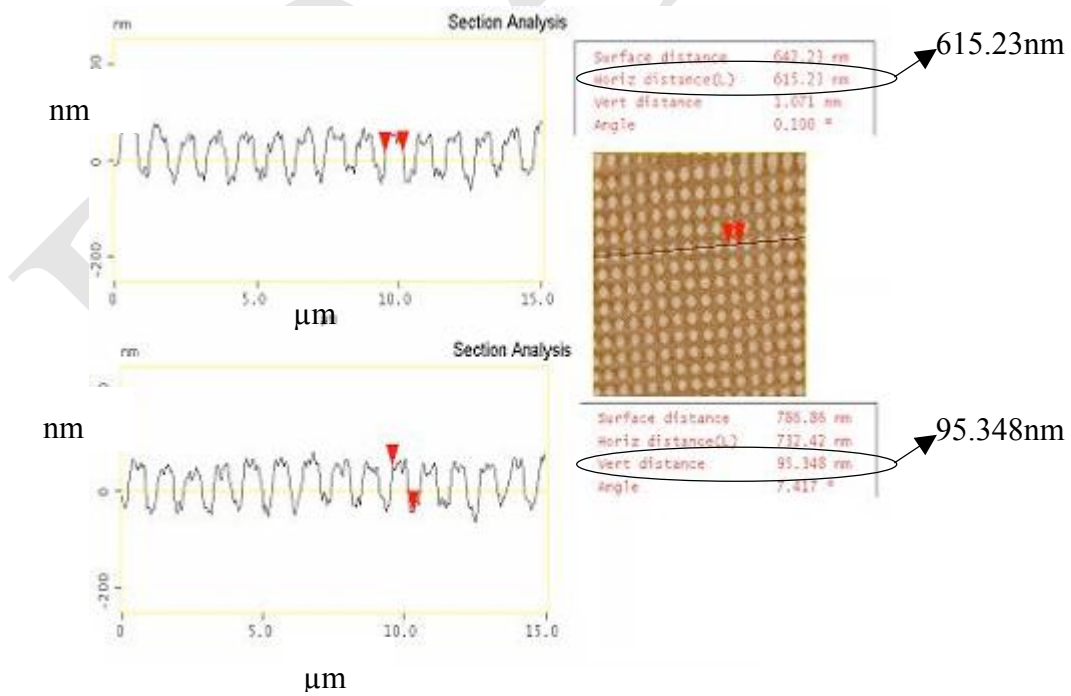 nm
Section Analysis
nm
0
-200
0
5.0
10.0
15.0
µm
Surface distance 642.23 nm
Horiz distance(L) 615.23 nm
Vert distance 1.071 nm
Angle 0.100 °
615.23nm
nm
Section Analysis
nm
0
-200
0
5.0
10.0
15.0
µm
Surface distance 786.86 nm
Horiz distance(L) 732.42 nm
Vert distance 95.348 nm
Angle 7.417 °
95.348nm